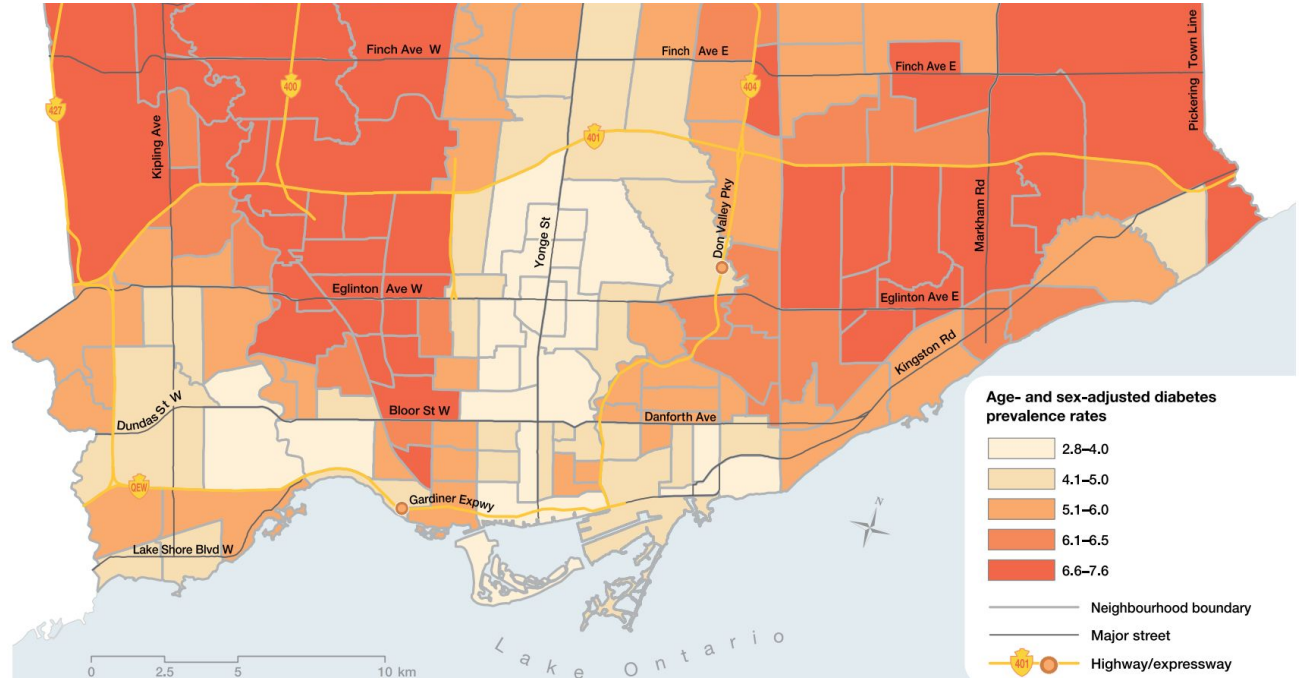 Finch Ave W
Finch Ave E
Finch Ave E
Pickering Town Line
427
400
404
401
Kipling Ave
Yonge St
Don Valley Pky
Markham Rd
Eglinton Ave W
Eglinton Ave E
Kingston Rd
Dundas St W
Bloor St W
Danforth Ave
QEW
Gardiner Expwy
Lake Shore Blvd W
N
Lake Ontario
0 2.5 5 10 km
Age- and sex-adjusted diabetes
prevalence rates
2.8–4.0
4.1–5.0
5.1–6.0
6.1–6.5
6.6–7.6
Neighbourhood boundary
Major street
401 Highway/expressway